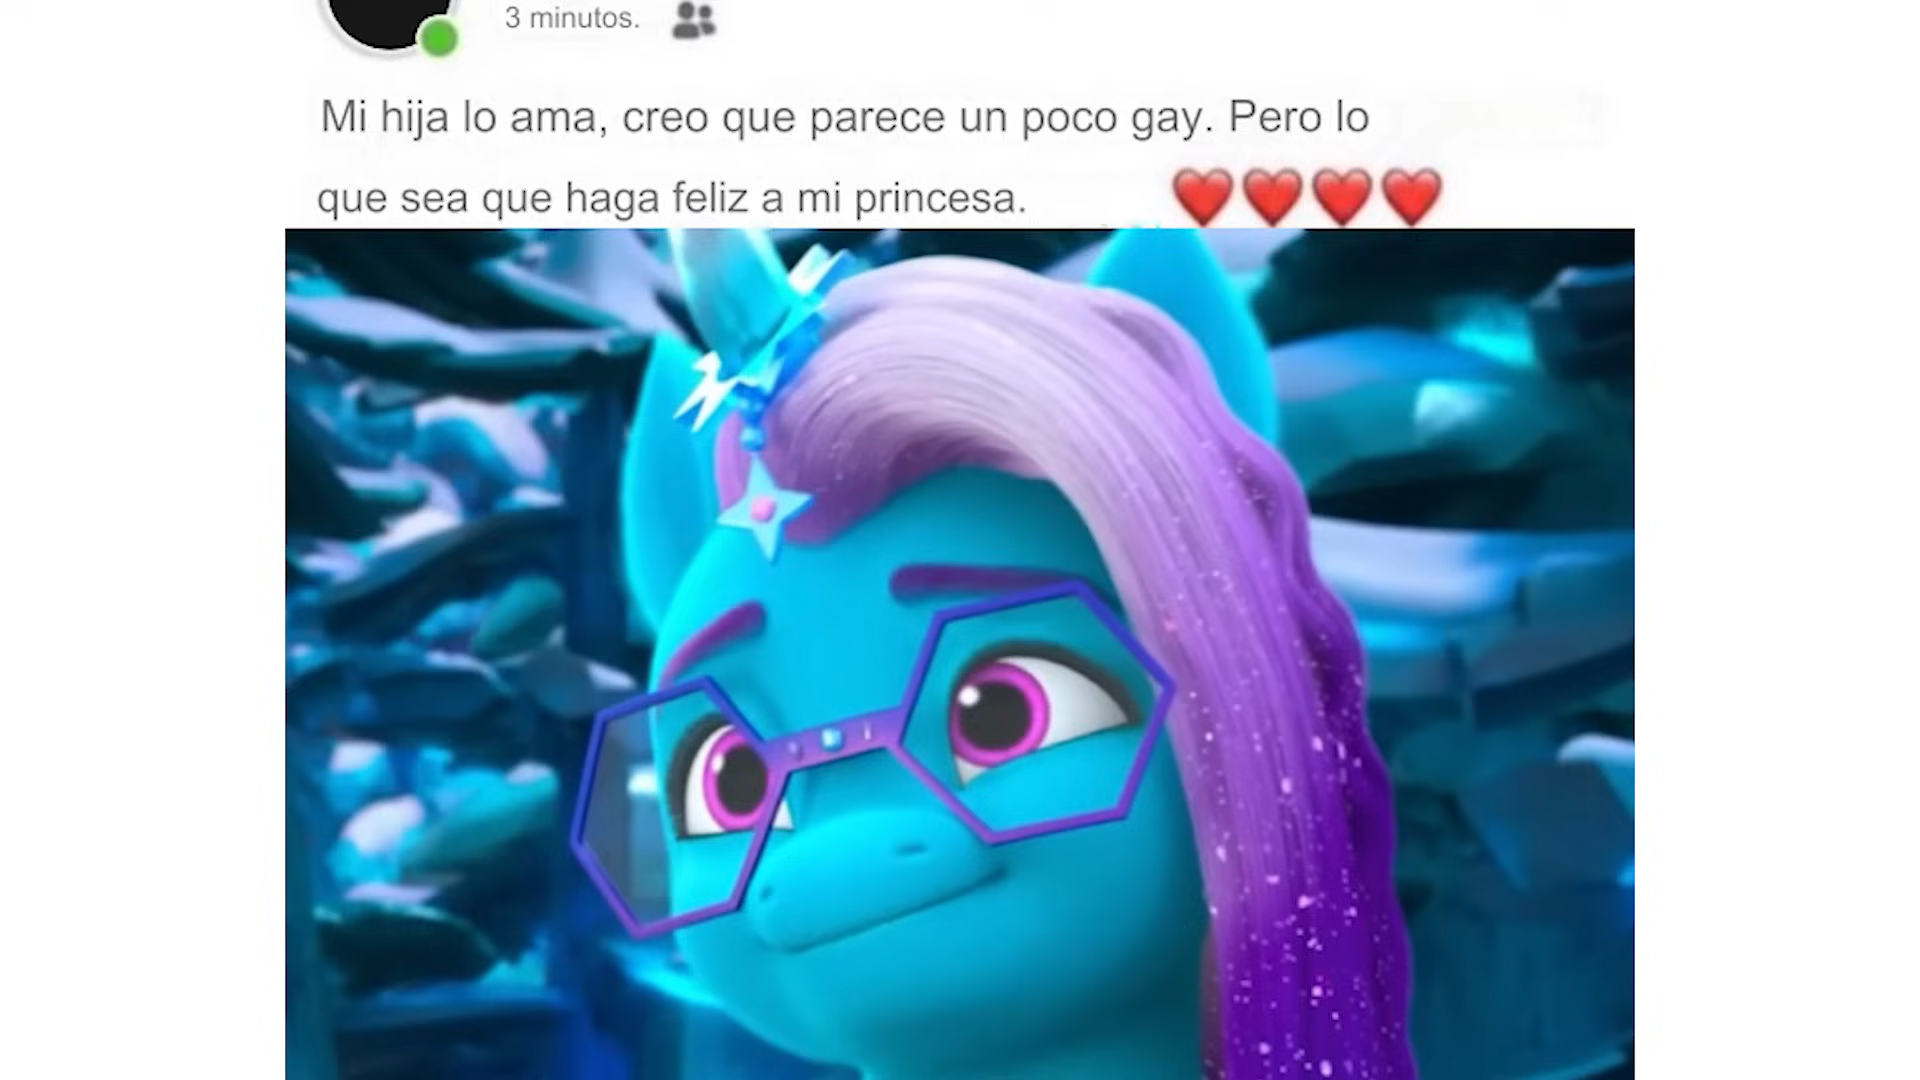 3 minutos.
Mi hija lo ama, creo que parece un poco gay. Pero lo
que sea que haga feliz a mi princesa. ❤️❤️❤️❤️